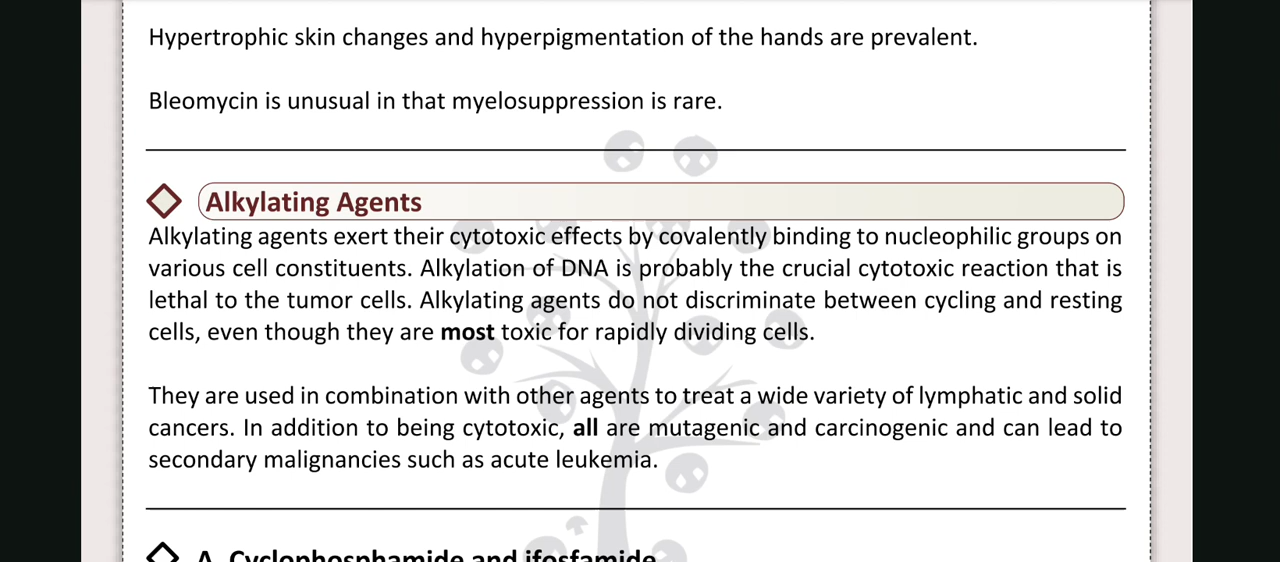 Hypertrophic skin changes and hyperpigmentation of the hands are prevalent.
Bleomycin is unusual in that myelosuppression is rare.
Alkylating Agents
Alkylating agents exert their cytotoxic effects by covalently binding to nucleophilic groups on
various cell constituents. Alkylation of DNA is probably the crucial cytotoxic reaction that is
lethal to the tumor cells. Alkylating agents do not discriminate between cycling and resting
cells, even though they are most toxic for rapidly dividing cells.
They are used in combination with other agents to treat a wide variety of lymphatic and solid
cancers. In addition to being cytotoxic, all are mutagenic and carcinogenic and can lead to
secondary malignancies such as acute leukemia.
A. Cyclophosphamide and ifosfamide